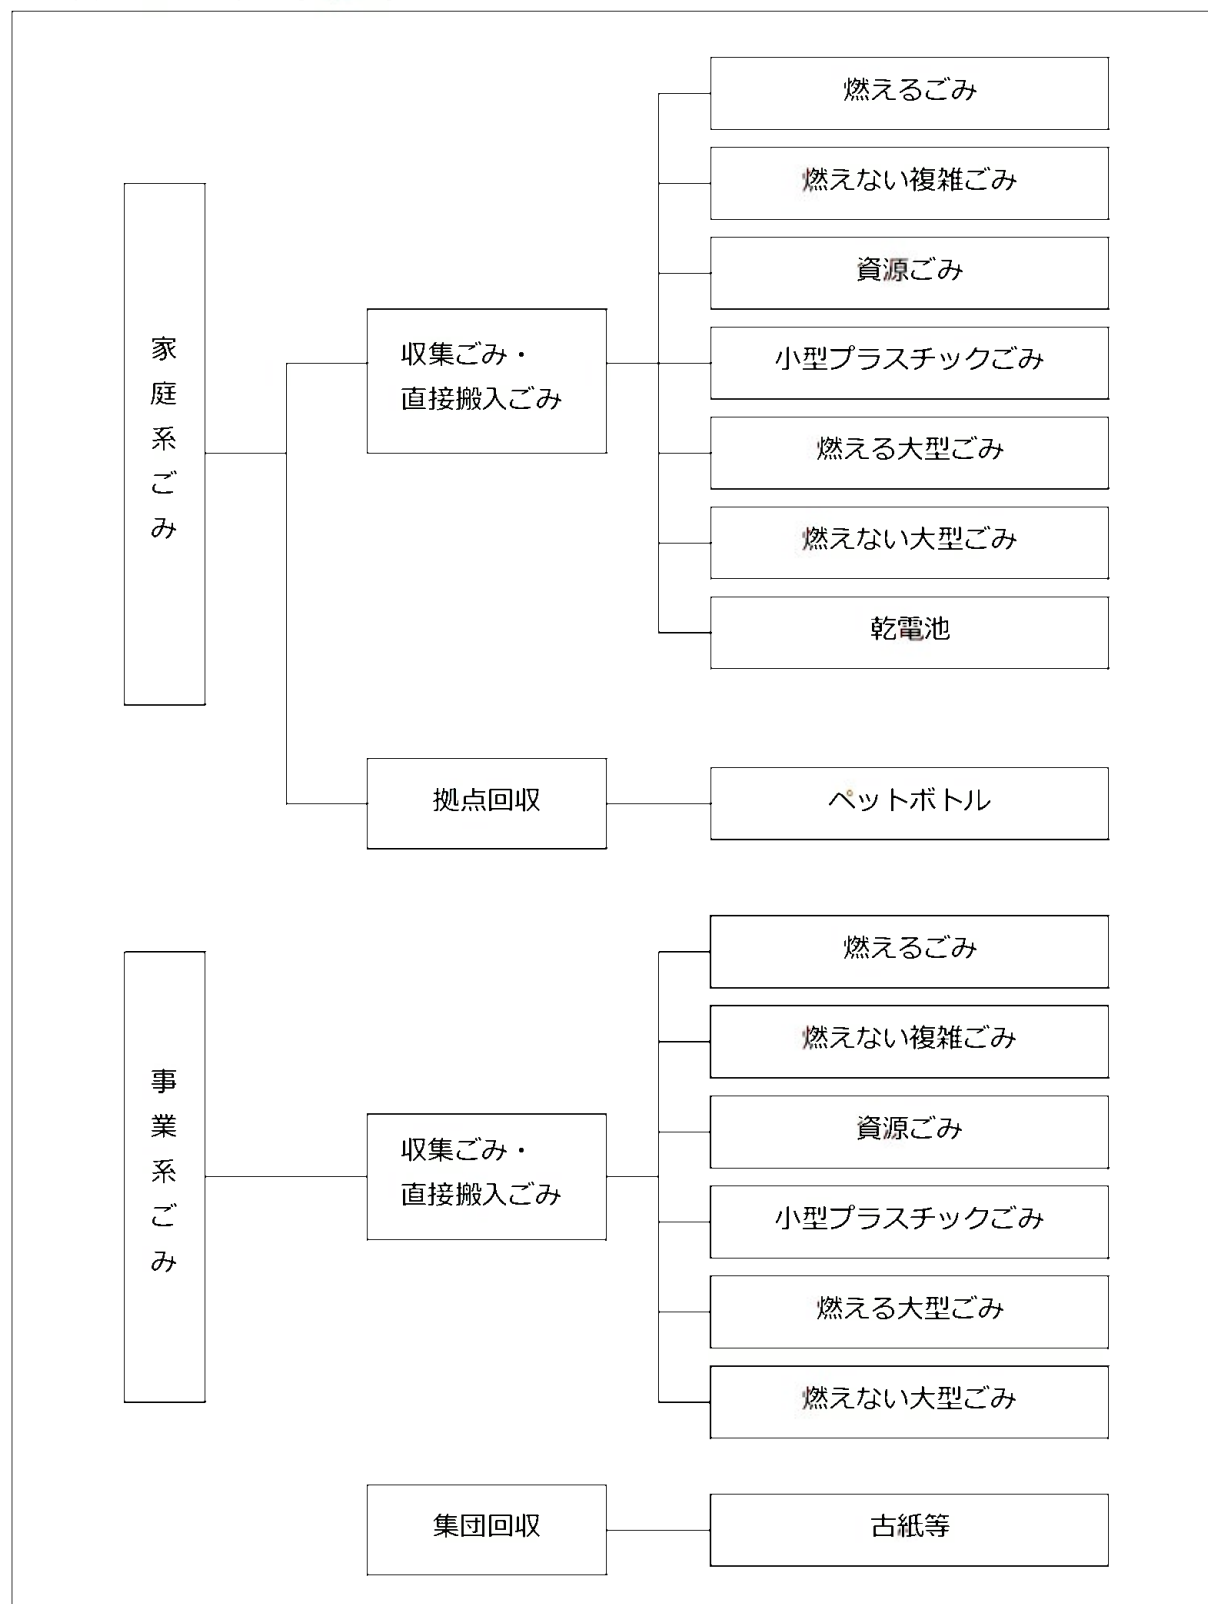 家庭系ごみ
収集ごみ・
直接搬入ごみ
燃えるごみ
燃えない複雑ごみ
資源ごみ
小型プラスチックごみ
燃える大型ごみ
燃えない大型ごみ
乾電池
拠点回収
ペットボトル
事業系ごみ
収集ごみ・
直接搬入ごみ
燃えるごみ
燃えない複雑ごみ
資源ごみ
小型プラスチックごみ
燃える大型ごみ
燃えない大型ごみ
集団回収
古紙等